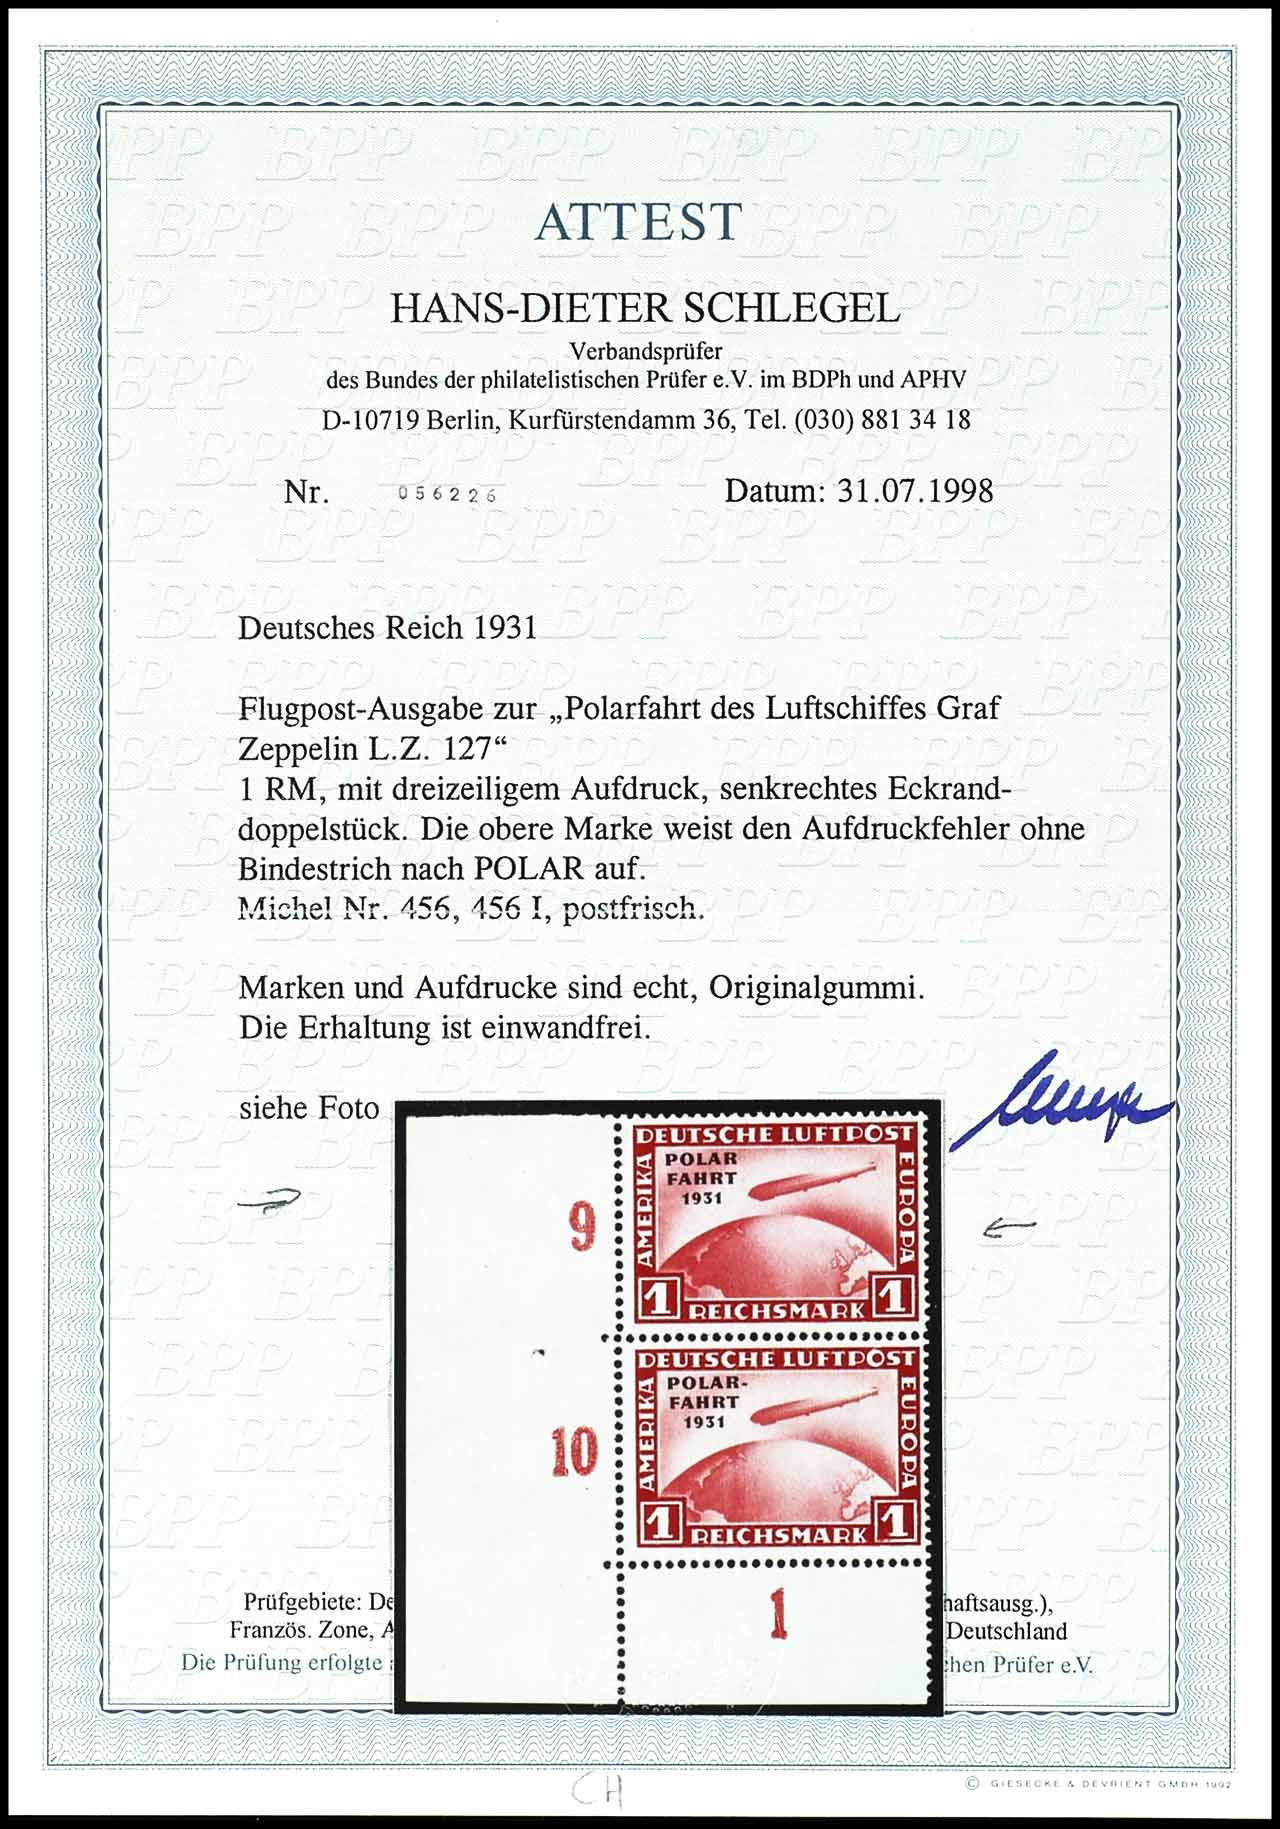 ATTEST
HANS-DIETER SCHLEGEL
Verbandsprüfer
des Bundes der philatelistischen Prüfer e.V. im BDPh und APHV
D-10719 Berlin, Kurfürstendamm 36, Tel. (030) 881 34 18
Nr. 056226 Datum: 31.07.1998
Deutsches Reich 1931
Flugpost-Ausgabe zur „Polarfahrt des Luftschiffes Graf
Zeppelin L.Z. 127“
1 RM, mit dreizeiligem Aufdruck, senkrechtes Eckrand-
doppelstück. Die obere Marke weist den Aufdruckfehler ohne
Bindestrich nach POLAR auf.
Michel Nr. 456, 456 I, postfrisch.
Marken und Aufdrucke sind echt, Originalgummi.
Die Erhaltung ist einwandfrei.
siehe Foto
DEUTSCHE LUFTPOST
POLAR
FAHRT
1931
AMERIKA
EUROPA
9
1 REICHSMARK 1
DEUTSCHE LUFTPOST
POLAR-
FAHRT
1931
AMERIKA
EUROPA
10
1 REICHSMARK 1
1
Prüfgebiete: De haftsausg.),
Französ. Zone, A Deutschland
Die Prüfung erfolgte chen Prüfer e.V.
© GIESECKE & DEVRIENT GMBH 1992
CH